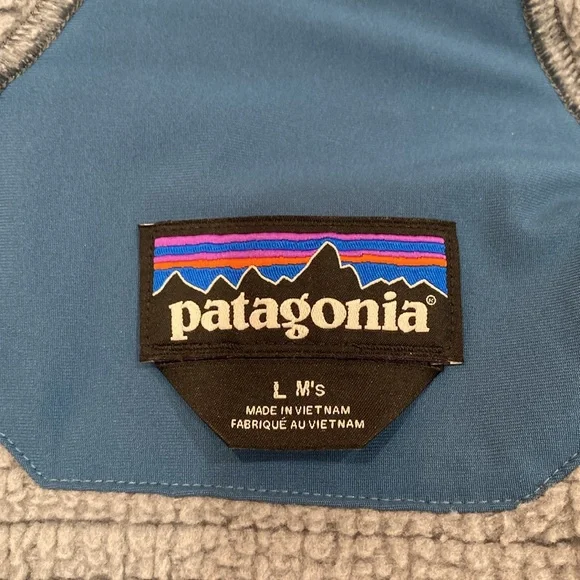 patagonia®
L M's
MADE IN VIETNAM
FABRIQUÉ AU VIETNAM